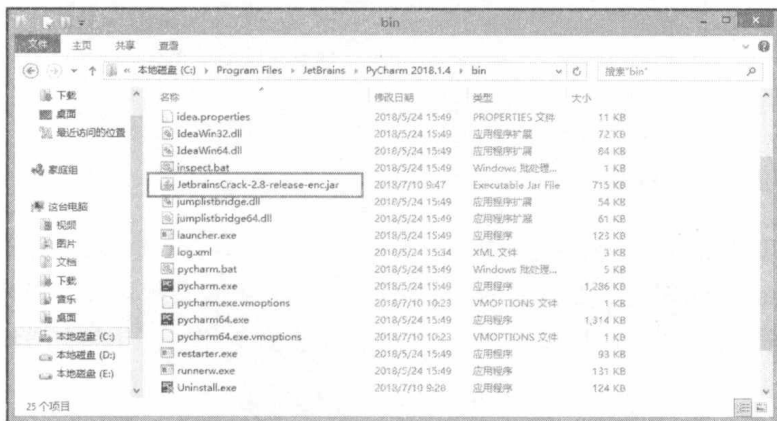 bin
文件 主页 共享 查看
本地磁盘 (C:) › Program Files › JetBrains › PyCharm 2018.1.4 › bin 搜索"bin"
名称 修改日期 类型 大小
下载
桌面
最近访问的位置
家庭组
这台电脑
视频
图片
文档
下载
音乐
桌面
本地磁盘 (C:)
本地磁盘 (D:)
本地磁盘 (E:)
idea.properties 2018/5/24 15:49 PROPERTIES 文件 11 KB
IdeaWin32.dll 2018/5/24 15:49 应用程序扩展 72 KB
IdeaWin64.dll 2018/5/24 15:49 应用程序扩展 84 KB
inspect.bat 2018/5/24 15:49 Windows 批处理... 1 KB
JetbrainsCrack-2.8-release-enc.jar 2018/7/10 9:47 Executable Jar File 715 KB
jumplistbridge.dll 2018/5/24 15:49 应用程序扩展 54 KB
jumplistbridge64.dll 2018/5/24 15:49 应用程序扩展 61 KB
launcher.exe 2018/5/24 15:49 应用程序 123 KB
log.xml 2018/5/24 15:34 XML 文件 3 KB
pycharm.bat 2018/5/24 15:49 Windows 批处理... 5 KB
pycharm.exe 2018/5/24 15:49 应用程序 1,286 KB
pycharm.exe.vmoptions 2018/7/10 10:23 VMOPTIONS 文件 1 KB
pycharm64.exe 2018/5/24 15:49 应用程序 1,314 KB
pycharm64.exe.vmoptions 2018/7/10 10:23 VMOPTIONS 文件 1 KB
restarter.exe 2018/5/24 15:49 应用程序 93 KB
runnerw.exe 2018/5/24 15:49 应用程序 131 KB
Uninstall.exe 2018/7/10 9:28 应用程序 124 KB
25 个项目